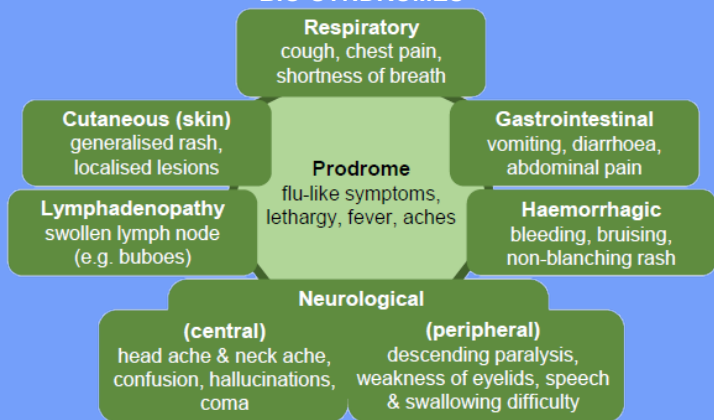 Respiratory
cough, chest pain,
shortness of breath
Cutaneous (skin)
generalised rash,
localised lesions
Gastrointestinal
vomiting, diarrhoea,
abdominal pain
Prodrome
flu-like symptoms,
lethargy, fever, aches
Lymphadenopathy
swollen lymph node
(e.g. buboes)
Haemorrhagic
bleeding, bruising,
non-blanching rash
Neurological
(central)
head ache & neck ache,
confusion, hallucinations,
coma
(peripheral)
descending paralysis,
weakness of eyelids, speech
& swallowing difficulty